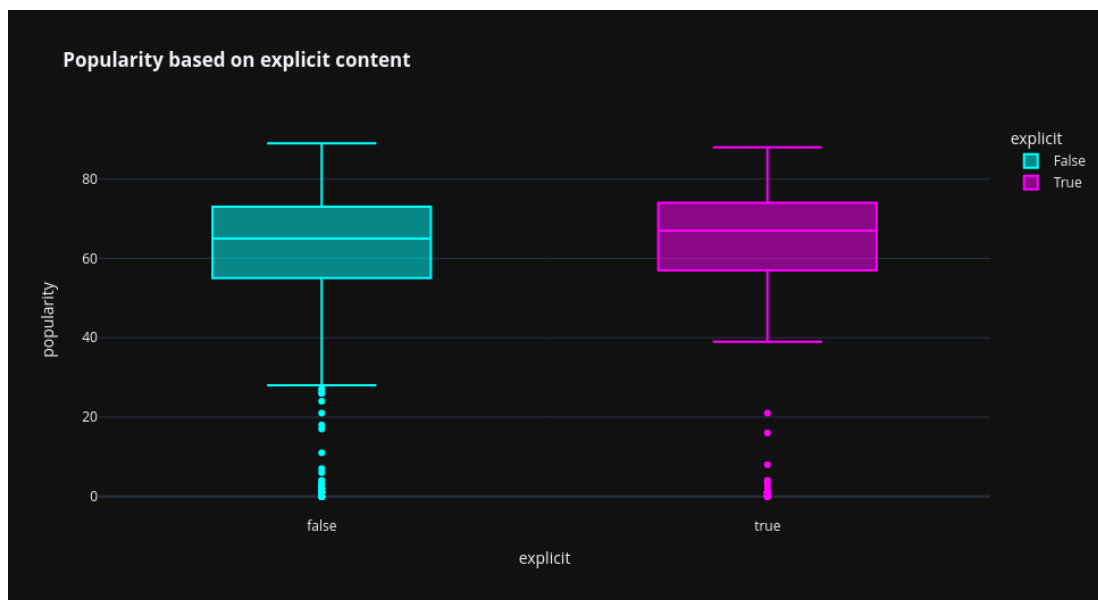 Popularity based on explicit content
explicit
False
True
80
60
40
20
0
popularity
false
true
explicit